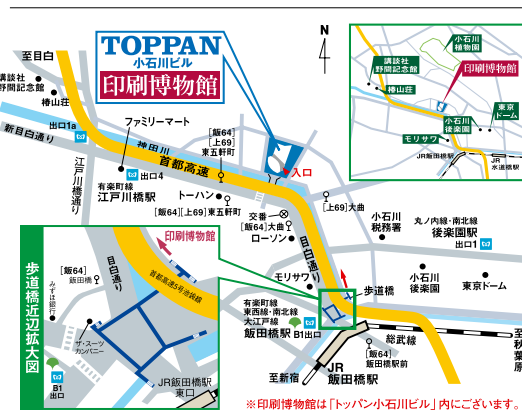 至目白
講談社
野間記念館
椿山荘
新目白通り
出口1a
ファミリーマート
神田川
首都高速
江戸川橋通り
有楽町線
江戸川橋駅
出口4
TOPPAN
小石川ビル
印刷博物館
[飯64]
[上69]
東五軒町
トーハン
[飯64][上69]東五軒町
入口
交番
[飯64]大曲
ローソン
[上69]大曲
目白通り
小石川
税務署
丸ノ内線・南北線
後楽園駅
出口1
小石川
後楽園
東京ドーム
モリサワ
歩道橋
有楽町線
東西線・南北線
大江戸線
飯田橋駅
B1出口
総武線
至秋葉原
[飯64]
飯田橋駅前
至新宿
JR
飯田橋駅
N
小石川
植物園
講談社
野間記念館
印刷博物館
椿山荘
小石川
後楽園
東京
ドーム
モリサワ
JR飯田橋駅
JR
水道橋駅
歩道橋近辺拡大図
印刷博物館
目白通り
首都高速5号池袋線
[飯64]
飯田橋
みずほ銀行
ザ・スーツ
カンパニー
B1
出口
JR飯田橋駅
東口
※印刷博物館は「トッパン小石川ビル」内にございます。